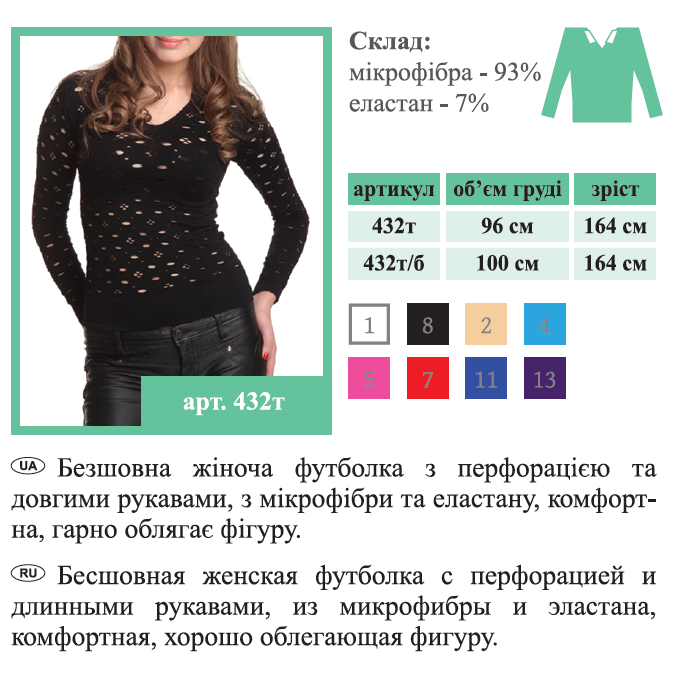 Склад:
мікрофібра - 93%
еластан - 7%
артикул об’єм груді зріст
432т 96 см 164 см
432т/б 100 см 164 см
1 8 2 4
5 7 11 13
арт. 432т
UA Безшовна жіноча футболка з перфорацією та
довгими рукавами, з мікрофібри та еластану, комфорт-
на, гарно облягає фігуру.
RU Бесшовная женская футболка с перфорацией и
длинными рукавами, из микрофибры и эластана,
комфортная, хорошо облегающая фигуру.